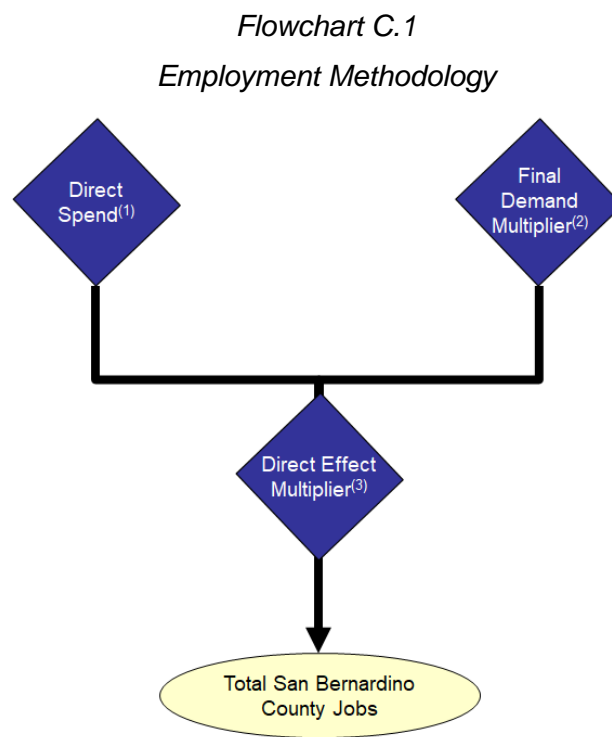 Flowchart C.1
Employment Methodology
Direct
Spend(1)
Final
Demand
Multiplier(2)
Direct Effect
Multiplier(3)
Total San Bernardino
County Jobs